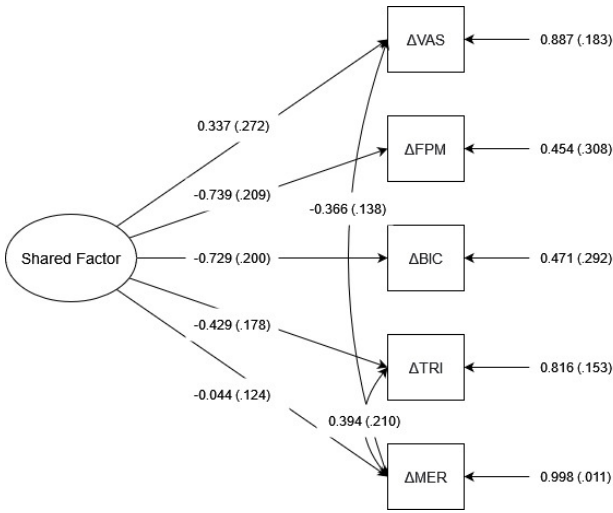 ΔVAS
0.887 (.183)
0.337 (.272)
ΔFPM
0.454 (.308)
-0.739 (.209)
-0.366 (.138)
Shared Factor
-0.729 (.200)
ΔBIC
0.471 (.292)
-0.429 (.178)
ΔTRI
0.816 (.153)
-0.044 (.124)
0.394 (.210)
ΔMER
0.998 (.011)